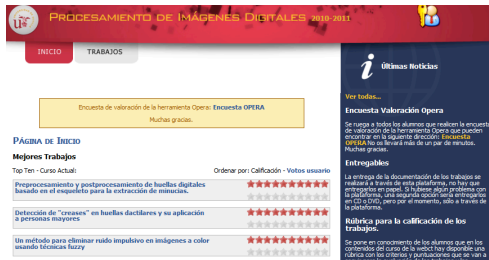 PROCESAMIENTO DE IMÁGENES DIGITALES 2010-2011
INICIO
TRABAJOS
Encuesta de valoración de la herramienta Opera: Encuesta OPERA
Muchas gracias.
PÁGINA DE INICIO
Mejores Trabajos
Top Ten - Curso Actual:
Ordenar por: Calificación - Votos usuario
Preprocesamiento y postprocesamiento de huellas digitales
basado en el esqueleto para la extracción de minucias.
Detección de "creases" en huellas dactilares y su aplicación
a personas mayores
Un método para eliminar ruido impulsivo en imágenes a color
usando técnicas fuzzy
i
Últimas Noticias
Ver todas...
Encuesta Valoración Opera
Se ruega a todos los alumnos que realicen la encuesta
de valoración de la herramienta Opera que pueden
encontrar en la siguiente dirección: Encuesta
OPERA No os llevará más de un par de minutos.
Muchas gracias.
Entregables
La entrega de la documentación de los trabajos se
realizará a través de esta plataforma, no hay que
entregarlos en papel. Si hubiese algún problema con
la plataforma, una segunda opción sería entregarlos
en CD o DVD, pero por el momento, sólo a través de
la plataforma.
Rúbrica para la calificación de los
trabajos.
Se pone en conocimiento de los alumnos que en los
contenidos del curso de la webct hay disponible una
rúbrica con los criterios y puntuaciones que se van a